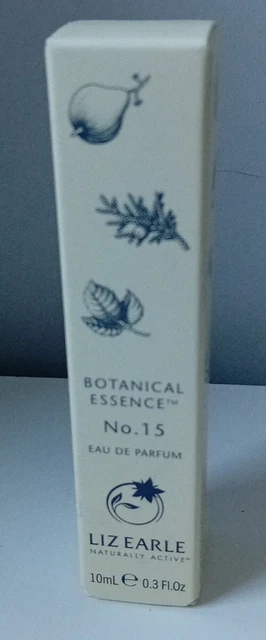 BOTANICAL
ESSENCE™
No.15
EAU DE PARFUM
LIZ EARLE
NATURALLY ACTIVE™
10mL ℮ 0.3 Fl.Oz